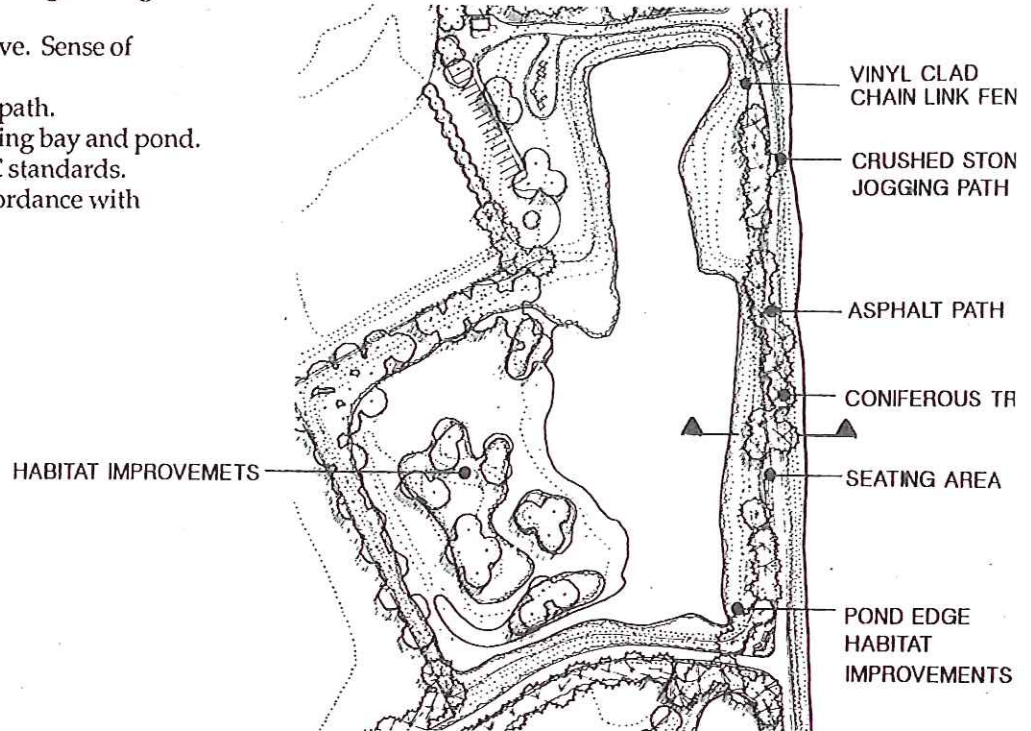 ve. Sense of
path.
ing bay and pond.
standards.
ordance with
VINYL CLAD
CHAIN LINK FEN
CRUSHED STON
JOGGING PATH
ASPHALT PATH
CONIFEROUS TR
HABITAT IMPROVEMETS
SEATING AREA
POND EDGE
HABITAT
IMPROVEMENTS